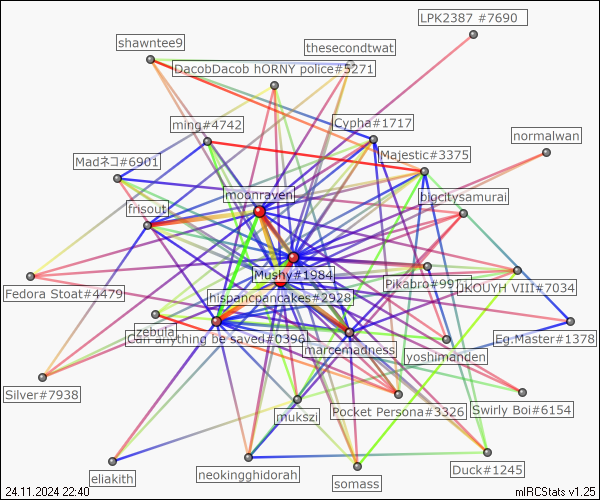 LPK2387 #7690
shawntee9
thesecondtwat
DacobDacob hORNY police#5271
ming#4742
Cypha#1717
normalwan
Majestic#3375
Madネコ#6901
moonraven
bigcitysamurai
frisout
Mushy#1984
Pikabro#99
JKOUYH VIII#7034
Fedora Stoat#4479
hispancpancakes#2928
zebula
Can anything be saved#0396
Eg.Master#1378
marcemadness
yoshimanden
Silver#7938
Pocket Persona#3326
Swirly Boi#6154
mukszi
eliakith
neokingghidorah
somass
Duck#1245
24.11.2024 22:40
mIRCStats v1.25